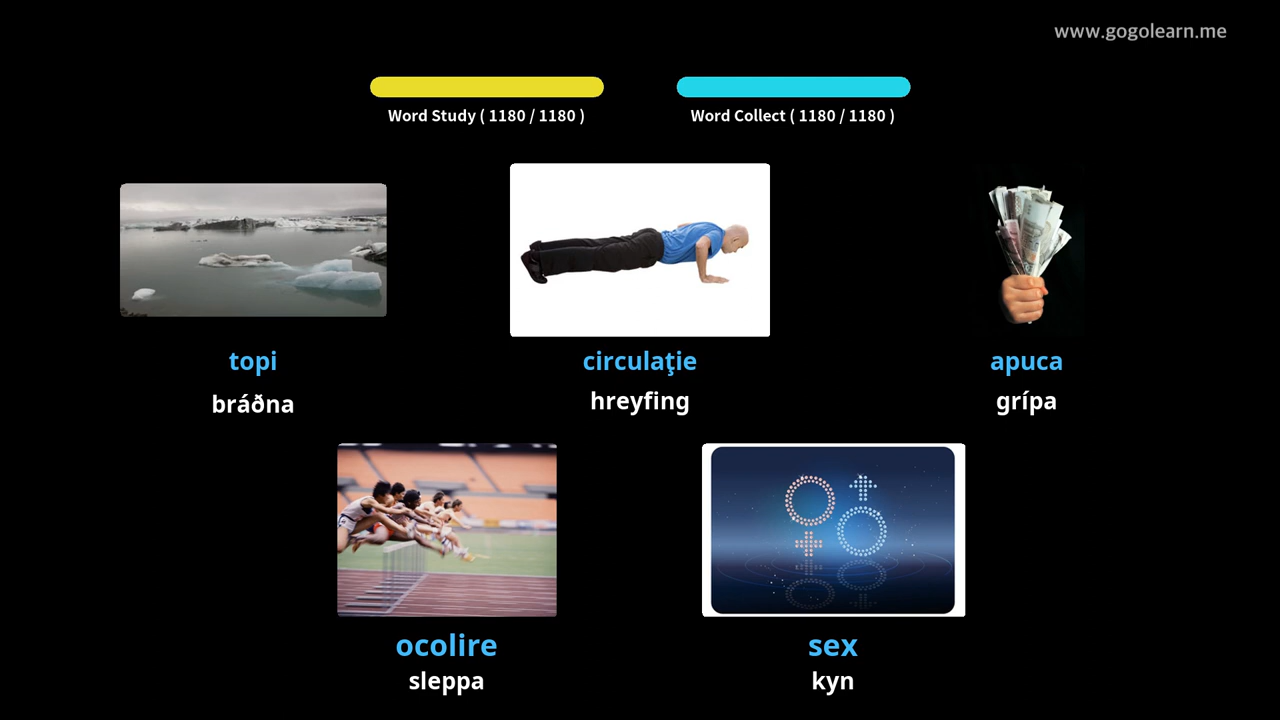 www.gogolearn.me
Word Study ( 1180 / 1180 )
Word Collect ( 1180 / 1180 )
topi
circulaţie
apuca
bráðna
hreyfing
grípa
ocolire
sex
sleppa
kyn